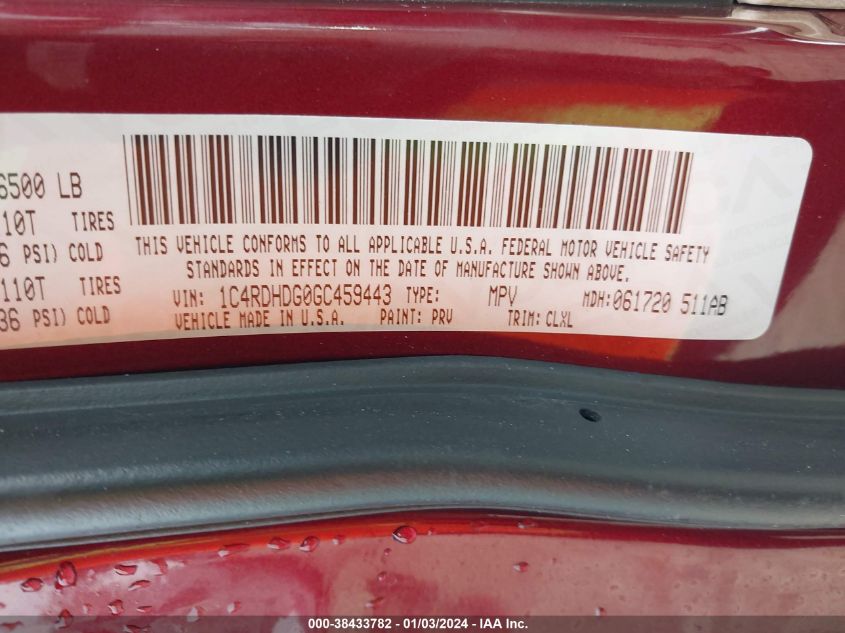 6500 LB
10T TIRES
6 PSI) COLD
110T TIRES
36 PSI) COLD
THIS VEHICLE CONFORMS TO ALL APPLICABLE U.S.A. FEDERAL MOTOR VEHICLE SAFETY
STANDARDS IN EFFECT ON THE DATE OF MANUFACTURE SHOWN ABOVE.
VIN: 1C4RDHDG0GC459443 TYPE: MPV MDH: 061720 511AB
VEHICLE MADE IN U.S.A. PAINT: PRV TRIM: CLXL
000-38433782 - 01/03/2024 - IAA Inc.